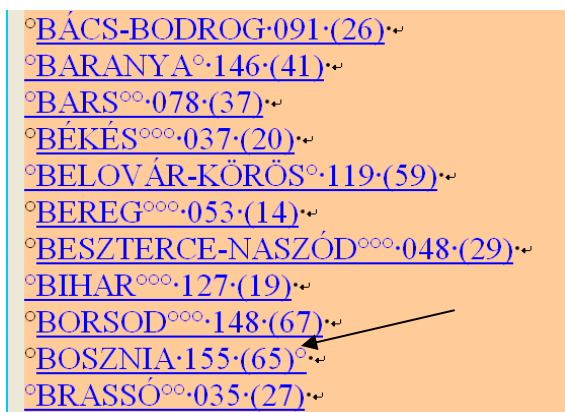 °BÁCS-BODROG·091·(26)·↵
°BARANYA°·146·(41)·↵
°BARS°°·078·(37)·↵
°BÉKÉS°°°·037·(20)·↵
°BELOVÁR-KÖRÖS°·119·(59)·↵
°BEREG°°°·053·(14)·↵
°BESZTERCE-NASZÓD°°°·048·(29)·↵
°BIHAR°°°·127·(19)·↵
°BORSOD°°°·148·(67)·↵
°BOSZNIA·155·(65)°·↵
°BRASSÓ°°·035·(27)·↵